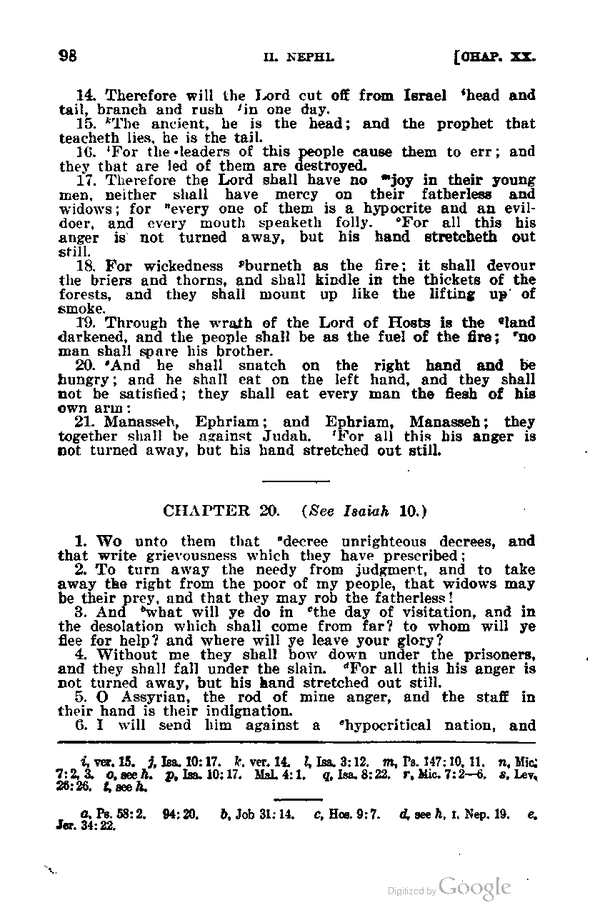 98 II. NEPHI. [CHAP. XX.
14. Therefore will the Lord cut off from Israel ⁱhead and
tail, branch and rush ʲin one day.
15. ᵏThe ancient, he is the head; and the prophet that
teacheth lies, he is the tail.
16. ˡFor the leaders of this people cause them to err; and
they that are led of them are destroyed.
17. Therefore the Lord shall have no ᵐjoy in their young
men, neither shall have mercy on their fatherless and
widows; for ⁿevery one of them is a hypocrite and an evil-
doer, and every mouth speaketh folly. ᵒFor all this his
anger is not turned away, but his hand stretcheth out
still.
18. For wickedness ᵖburneth as the fire; it shall devour
the briers and thorns, and shall kindle in the thickets of the
forests, and they shall mount up like the lifting up of
smoke.
19. Through the wrath of the Lord of Hosts is the qland
darkened, and the people shall be as the fuel of the fire; ʳno
man shall spare his brother.
20. ˢAnd he shall snatch on the right hand and be
hungry; and he shall eat on the left hand, and they shall
not be satisfied; they shall eat every man the flesh of his
own arm:
21. Manasseh, Ephriam; and Ephriam, Manasseh; they
together shall be against Judah. ᵗFor all this his anger is
not turned away, but his hand stretched out still.
CHAPTER 20. (See Isaiah 10.)
1. Wo unto them that ᵃdecree unrighteous decrees, and
that write grievousness which they have prescribed;
2. To turn away the needy from judgment, and to take
away the right from the poor of my people, that widows may
be their prey, and that they may rob the fatherless!
3. And ᵇwhat will ye do in ᶜthe day of visitation, and in
the desolation which shall come from far? to whom will ye
flee for help? and where will ye leave your glory?
4. Without me they shall bow down under the prisoners,
and they shall fall under the slain. ᵈFor all this his anger is
not turned away, but his hand stretched out still.
5. O Assyrian, the rod of mine anger, and the staff in
their hand is their indignation.
6. I will send him against a ᵉhypocritical nation, and
i, ver. 15. j, Isa. 10:17. k, ver. 14. l, Isa. 3:12. m, Ps. 147:10, 11. n, Mic.
7:2, 3. o, see h. p, Isa. 10:17. Mal. 4:1. q, Isa. 8:22. r, Mic. 7:2—6. s, Lev.
26:26. t, see h.
a, Ps. 58:2. 94:20. b, Job 31:14. c, Hos. 9:7. d, see h, I. Nep. 19. e,
Jer. 34:22.
Digitized by Google